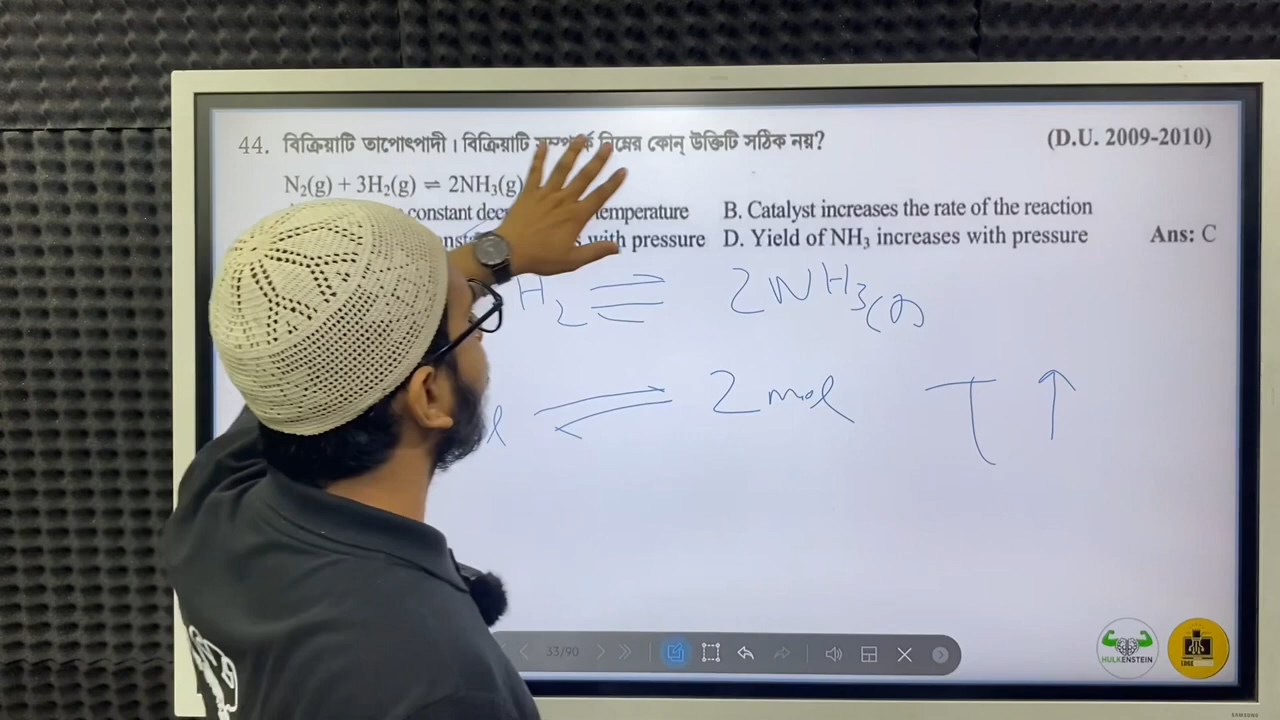 44. বিক্রিয়াটি তাপোৎপাদী। বিক্রিয়াটি সম্পর্কে নিম্নের কোন্ উক্তিটি সঠিক নয়? (D.U. 2009-2010)
N₂(g) + 3H₂(g) ⇌ 2NH₃(g)
constant temperature B. Catalyst increases the rate of the reaction
with pressure D. Yield of NH₃ increases with pressure Ans: C
H₂ ⇌ 2NH₃(g)
⇌ 2 mol T ↑
33/90
HULKENSTEIN
SAMSUNG